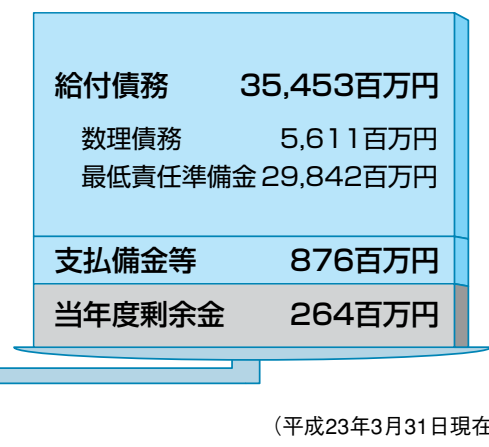 給付債務 35,453百万円
数理債務 5,611百万円
最低責任準備金 29,842百万円
支払備金等 876百万円
当年度剰余金 264百万円
(平成23年3月31日現在